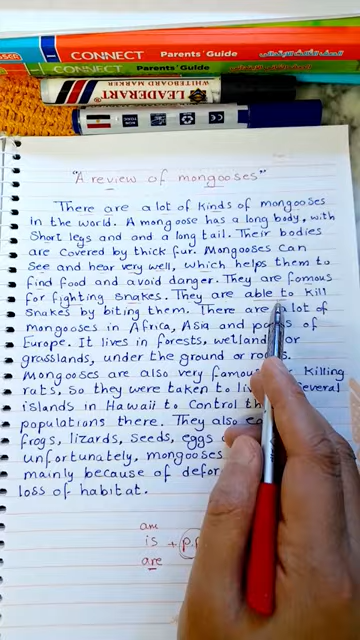 CONNECT Parents' Guide
CONNECT Parents' Guide
LEADERART WHITEBOARD MARKER
"A review of mongooses"
There are a lot of kinds of mongooses
in the world. A mongoose has a long body, with
short legs and and a long tail. Their bodies
are covered by thick fur. Mongooses can
see and hear very well, which helps them to
find food and avoid danger. They are famous
for fighting snakes. They are able to kill
snakes by biting them. There are lot of
mongooses in Africa, Asia and of
Europe. It lives in forests, or
grasslands, under the ground or
Mongooses are also very famous killing
rats, so they were taken to several
islands in Hawaii to control
populations there. They also
frogs, lizards, seeds, eggs
unfortunately, mongooses
mainly because of
loss of habitat.
am
is + P.P
are